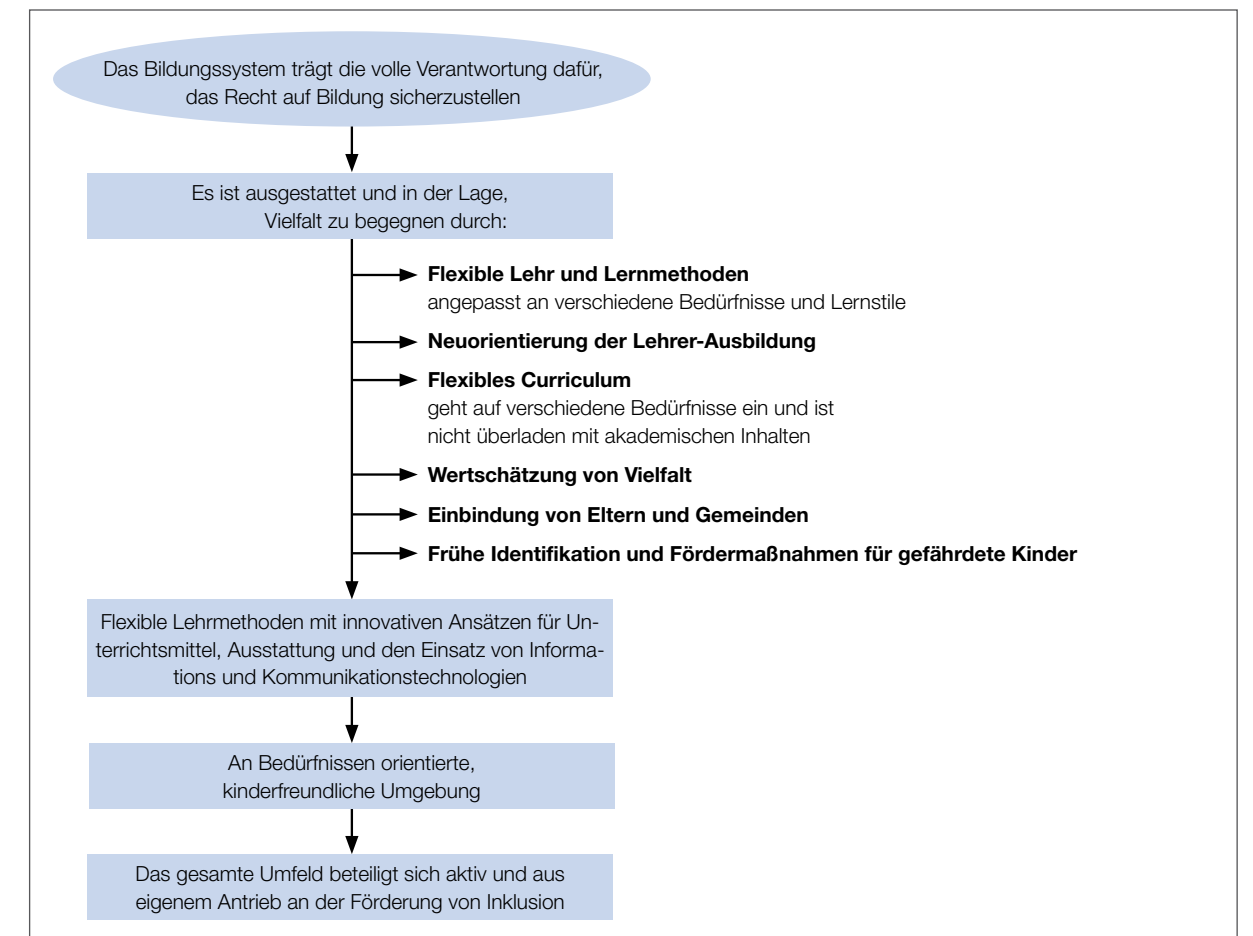 Das Bildungssystem trägt die volle Verantwortung dafür,
das Recht auf Bildung sicherzustellen
Es ist ausgestattet und in der Lage,
Vielfalt zu begegnen durch:
Flexible Lehr und Lernmethoden
angepasst an verschiedene Bedürfnisse und Lernstile
Neuorientierung der Lehrer-Ausbildung
Flexibles Curriculum
geht auf verschiedene Bedürfnisse ein und ist
nicht überladen mit akademischen Inhalten
Wertschätzung von Vielfalt
Einbindung von Eltern und Gemeinden
Frühe Identifikation und Fördermaßnahmen für gefährdete Kinder
Flexible Lehrmethoden mit innovativen Ansätzen für Un-
terrichtsmittel, Ausstattung und den Einsatz von Informa-
tions und Kommunikationstechnologien
An Bedürfnissen orientierte,
kinderfreundliche Umgebung
Das gesamte Umfeld beteiligt sich aktiv und aus
eigenem Antrieb an der Förderung von Inklusion